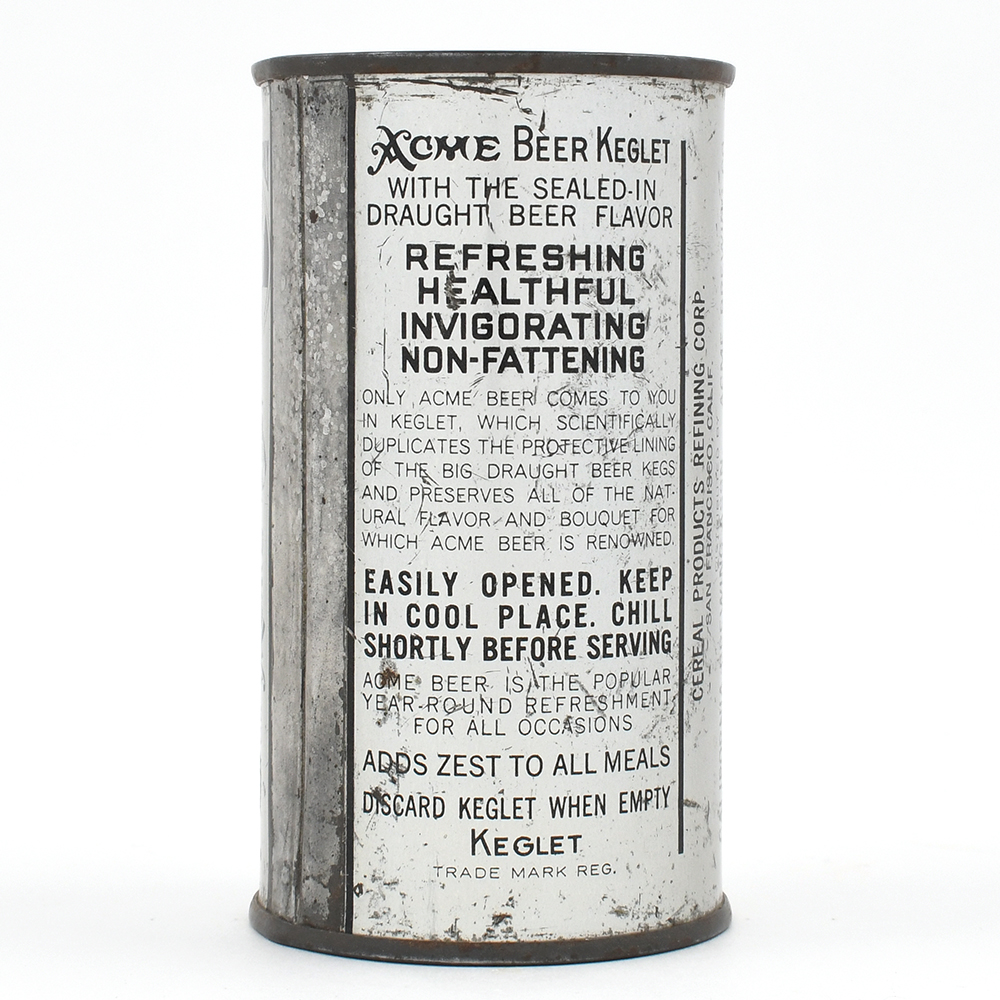 ACME BEER KEGLET
WITH THE SEALED-IN
DRAUGHT BEER FLAVOR
REFRESHING
HEALTHFUL
INVIGORATING
NON-FATTENING
ONLY ACME BEER COMES TO YOU
IN KEGLET, WHICH SCIENTIFICALLY
DUPLICATES THE PROTECTIVE LINING
OF THE BIG DRAUGHT BEER KEGS
AND PRESERVES ALL OF THE NAT-
URAL FLAVOR AND BOUQUET FOR
WHICH ACME BEER IS RENOWNED.
EASILY OPENED. KEEP
IN COOL PLACE. CHILL
SHORTLY BEFORE SERVING
ACME BEER IS THE POPULAR
YEAR-ROUND REFRESHMENT
FOR ALL OCCASIONS
ADDS ZEST TO ALL MEALS
DISCARD KEGLET WHEN EMPTY
KEGLET
TRADE MARK REG.
CEREAL PRODUCTS REFINING CORP.
SAN FRANCISCO, CALIF.